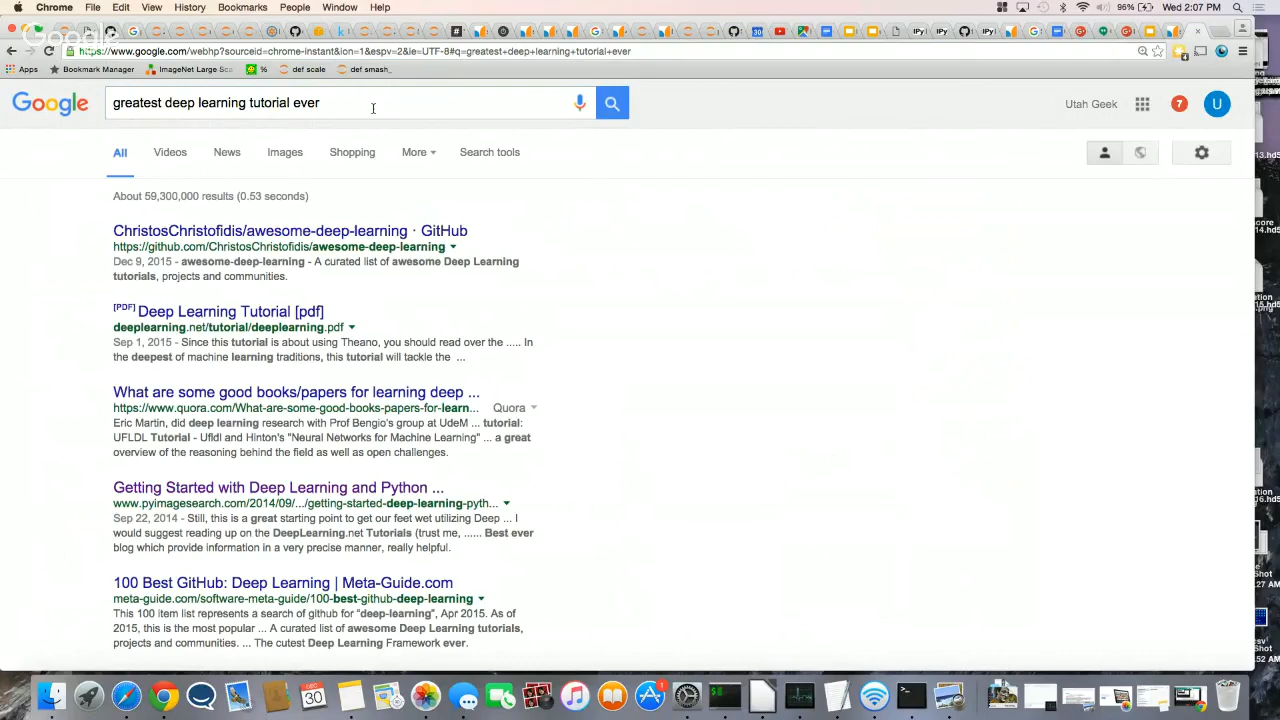 Chrome File Edit View History Bookmarks People Window Help 96% Wed 2:07 PM
https://www.google.com/webhp?sourceid=chrome-instant&ion=1&espv=2&ie=UTF-8#q=greatest+deep+learning+tutorial+ever
Apps Bookmark Manager ImageNet Large Sca % def scale def smash_
Google greatest deep learning tutorial ever Utah Geek 7 U
All Videos News Images Shopping More Search tools
About 59,300,000 results (0.53 seconds)
ChristosChristofidis/awesome-deep-learning · GitHub
https://github.com/ChristosChristofidis/awesome-deep-learning
Dec 9, 2015 - awesome-deep-learning - A curated list of awesome Deep Learning
tutorials, projects and communities.
[PDF] Deep Learning Tutorial [pdf]
deeplearning.net/tutorial/deeplearning.pdf
Sep 1, 2015 - Since this tutorial is about using Theano, you should read over the ..... In
the deepest of machine learning traditions, this tutorial will tackle the ...
What are some good books/papers for learning deep ...
https://www.quora.com/What-are-some-good-books-papers-for-learn... Quora
Eric Martin, did deep learning research with Prof Bengio's group at UdeM ... tutorial:
UFLDL Tutorial - Ufldl and Hinton's "Neural Networks for Machine Learning" ... a great
overview of the reasoning behind the field as well as open challenges.
Getting Started with Deep Learning and Python ...
www.pyimagesearch.com/2014/09/.../getting-started-deep-learning-pyth...
Sep 22, 2014 - Still, this is a great starting point to get our feet wet utilizing Deep ... I
would suggest reading up on the DeepLearning.net Tutorials (trust me, ...... Best ever
blog which provide information in a very precise manner, really helpful.
100 Best GitHub: Deep Learning | Meta-Guide.com
meta-guide.com/software-meta-guide/100-best-github-deep-learning
This 100 item list represents a search of github for "deep-learning", Apr 2015. As of
2015, this is the most popular ... A curated list of awesome Deep Learning tutorials,
projects and communities. ... The cutest Deep Learning Framework ever.